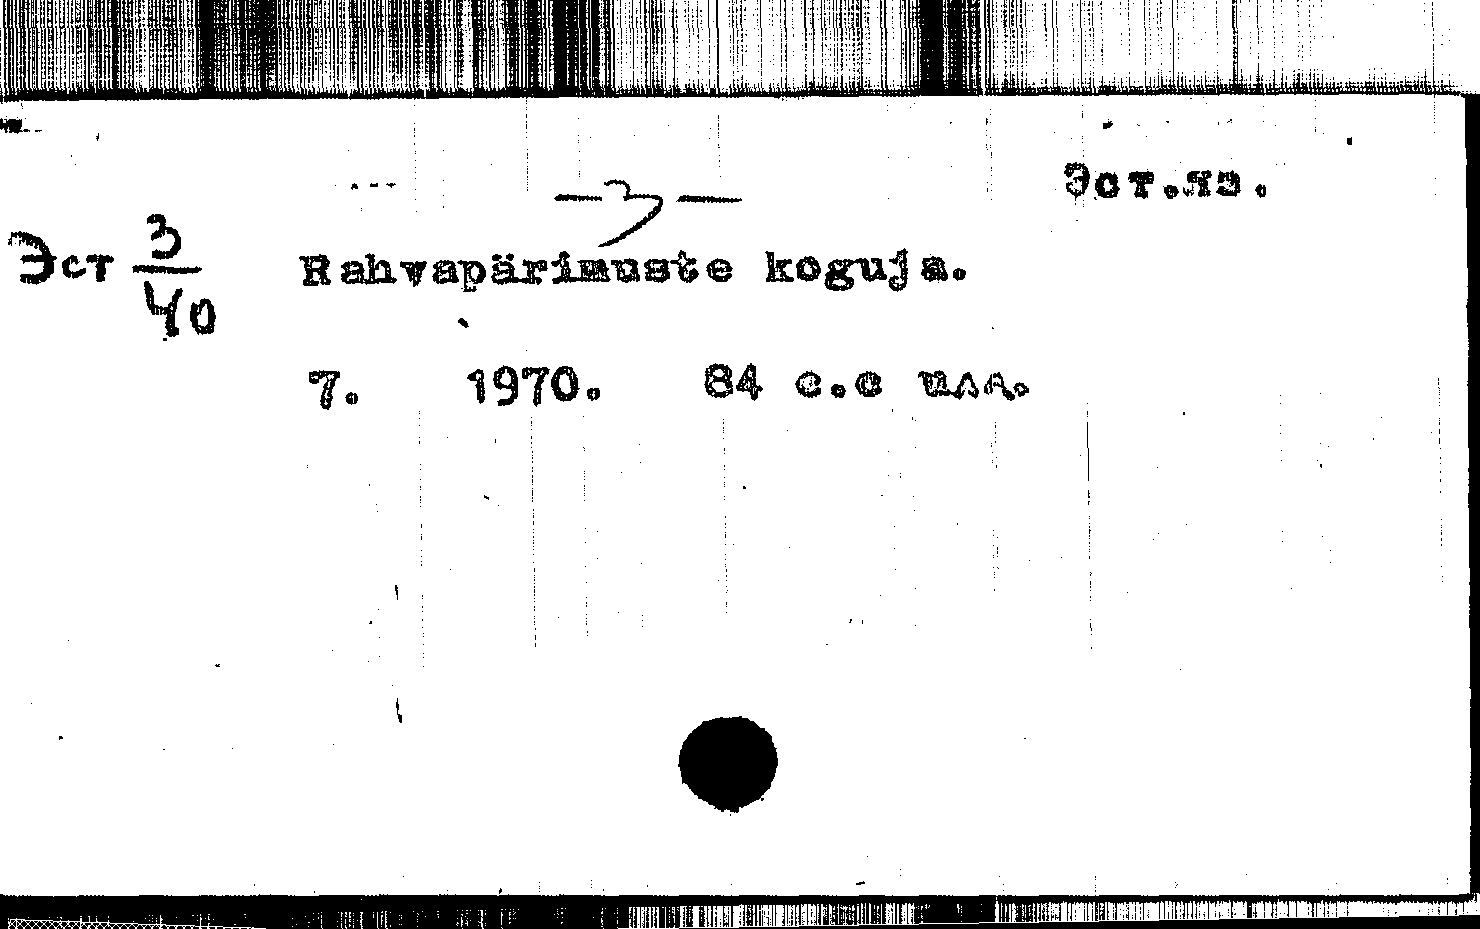 Эст.яз.
-3-
Эст 3/40 Rahvapärimuste koguja.
7. 1970. 84 с.с илл.